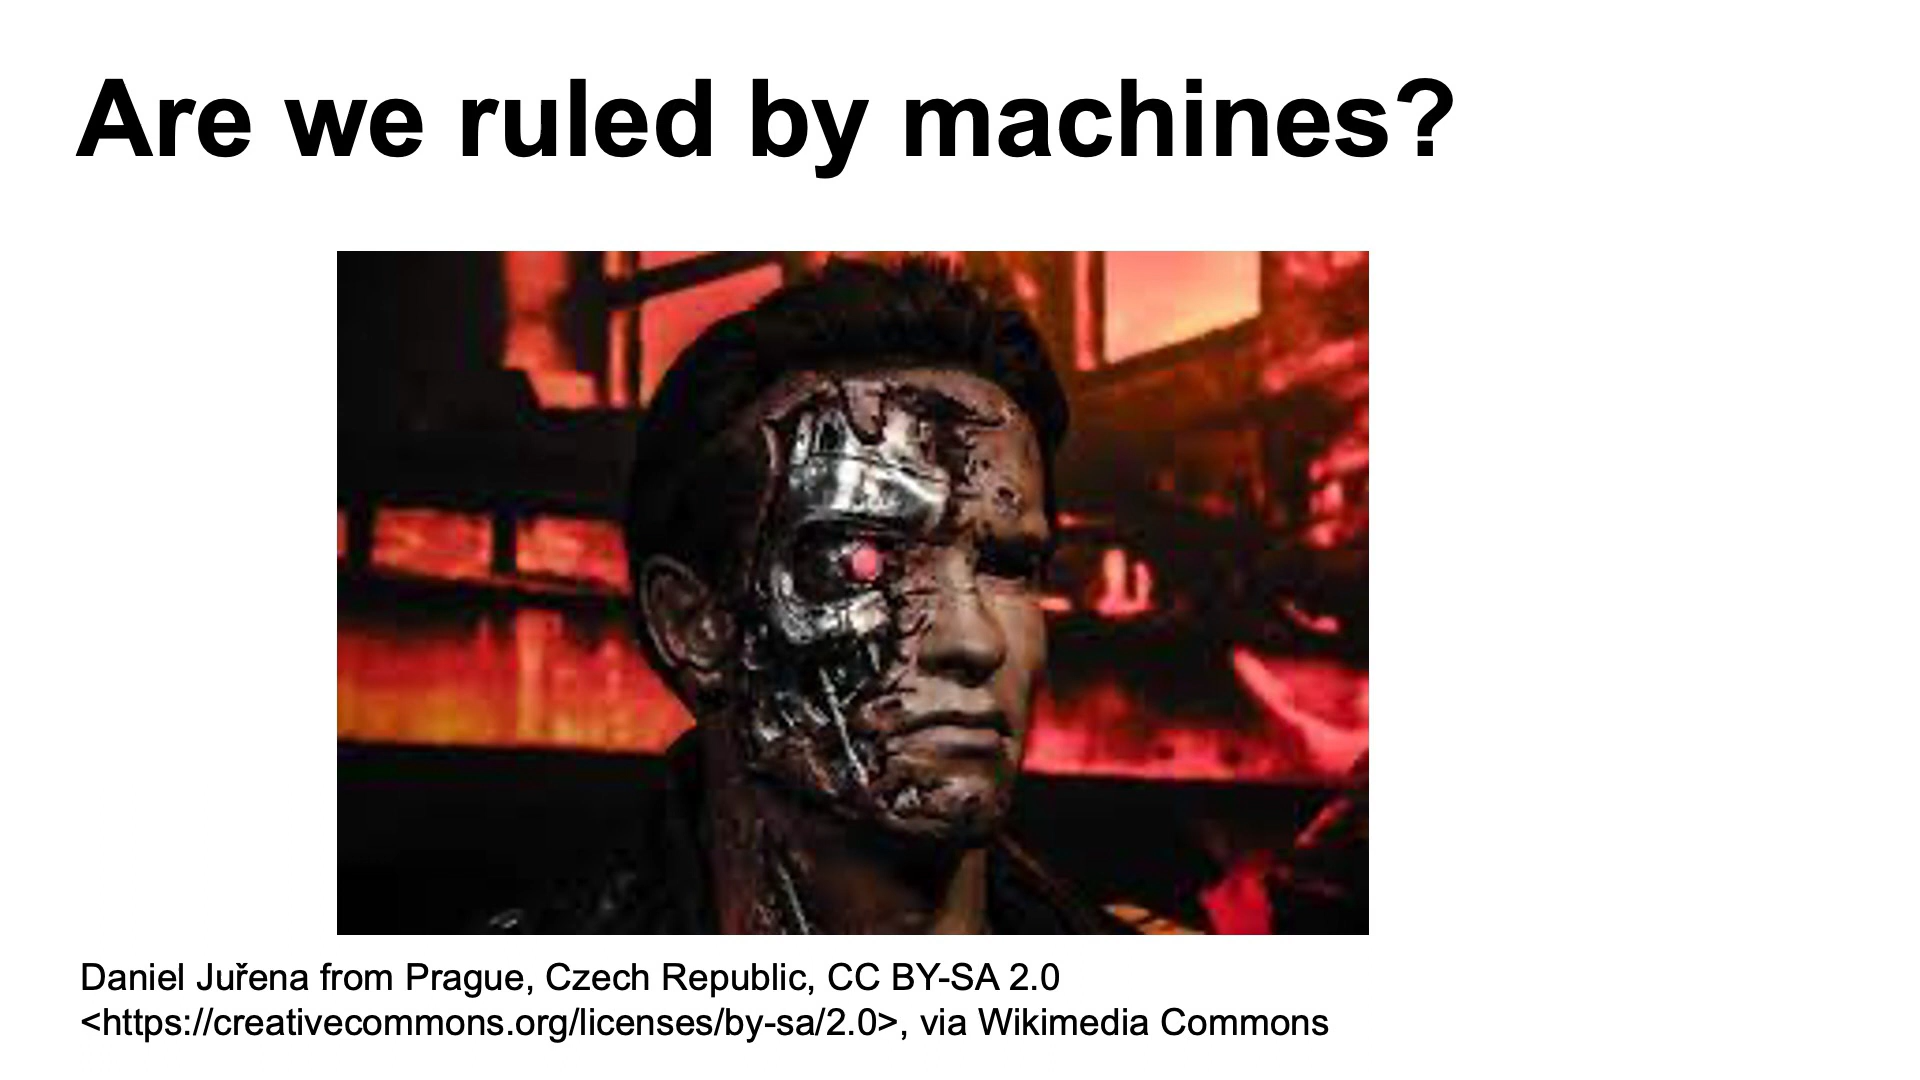 Are we ruled by machines?
Daniel Juřena from Prague, Czech Republic, CC BY-SA 2.0
<https://creativecommons.org/licenses/by-sa/2.0>, via Wikimedia Commons